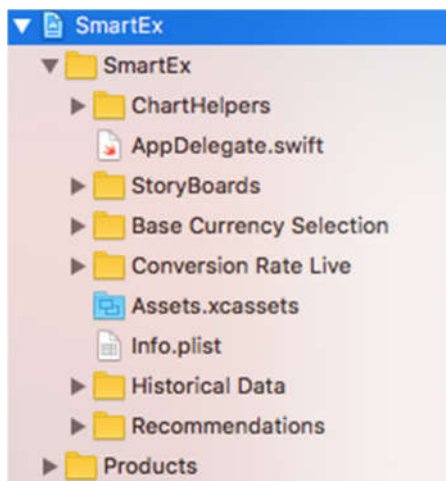 SmartEx
SmartEx
ChartHelpers
AppDelegate.swift
StoryBoards
Base Currency Selection
Conversion Rate Live
Assets.xcassets
Info.plist
Historical Data
Recommendations
Products